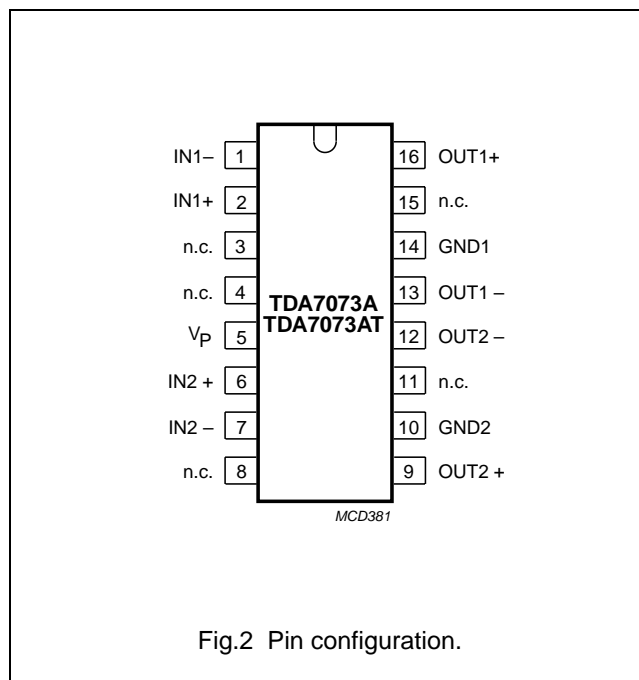 IN1– 1 16 OUT1+
IN1+ 2 15 n.c.
n.c. 3 14 GND1
n.c. 4 13 OUT1 –
TDA7073A
TDA7073AT
VP 5 12 OUT2 –
IN2 + 6 11 n.c.
IN2 – 7 10 GND2
n.c. 8 9 OUT2 +
MCD381
Fig.2 Pin configuration.